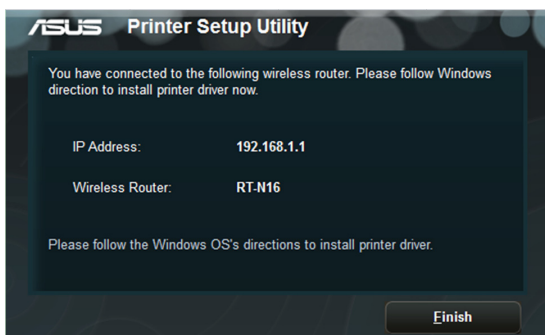 ASUS Printer Setup Utility
You have connected to the following wireless router. Please follow Windows
direction to install printer driver now.
IP Address: 192.168.1.1
Wireless Router: RT-N16
Please follow the Windows OS's directions to install printer driver.
Finish